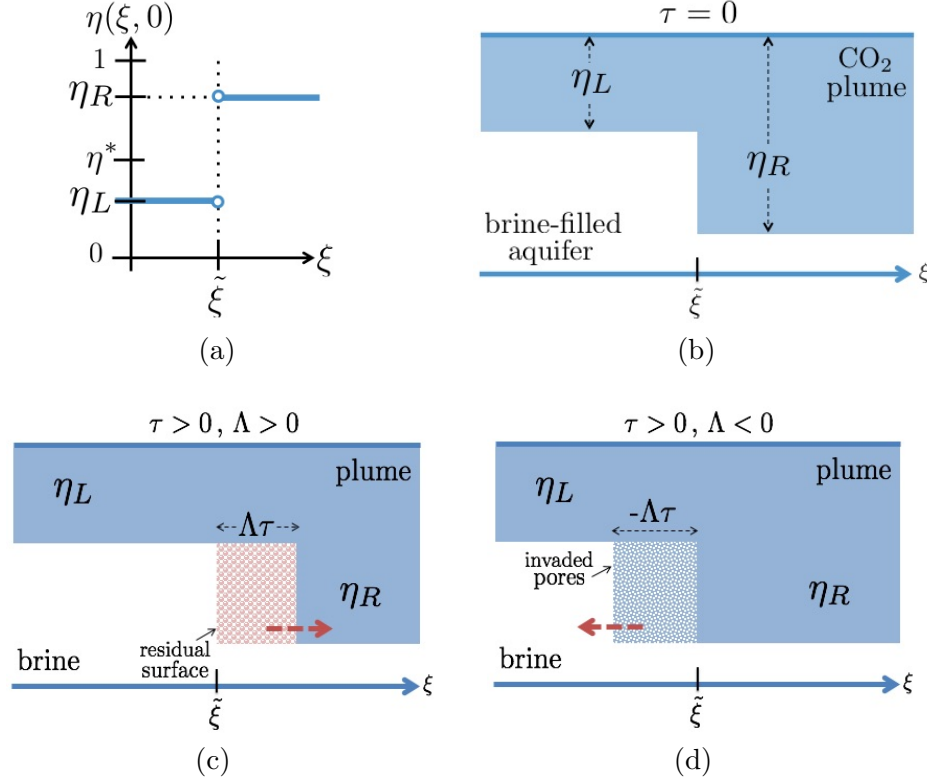 η(ξ, 0)
1
η_R
η*
η_L
0
ξ
ξ̃
(a)
τ = 0
η_L
CO₂
plume
η_R
brine-filled
aquifer
ξ
ξ̃
(b)
τ > 0 , Λ > 0
plume
η_L
Λτ
η_R
residual
surface
brine
ξ
ξ̃
(c)
τ > 0 , Λ < 0
plume
η_L
-Λτ
invaded
pores
η_R
brine
ξ
ξ̃
(d)